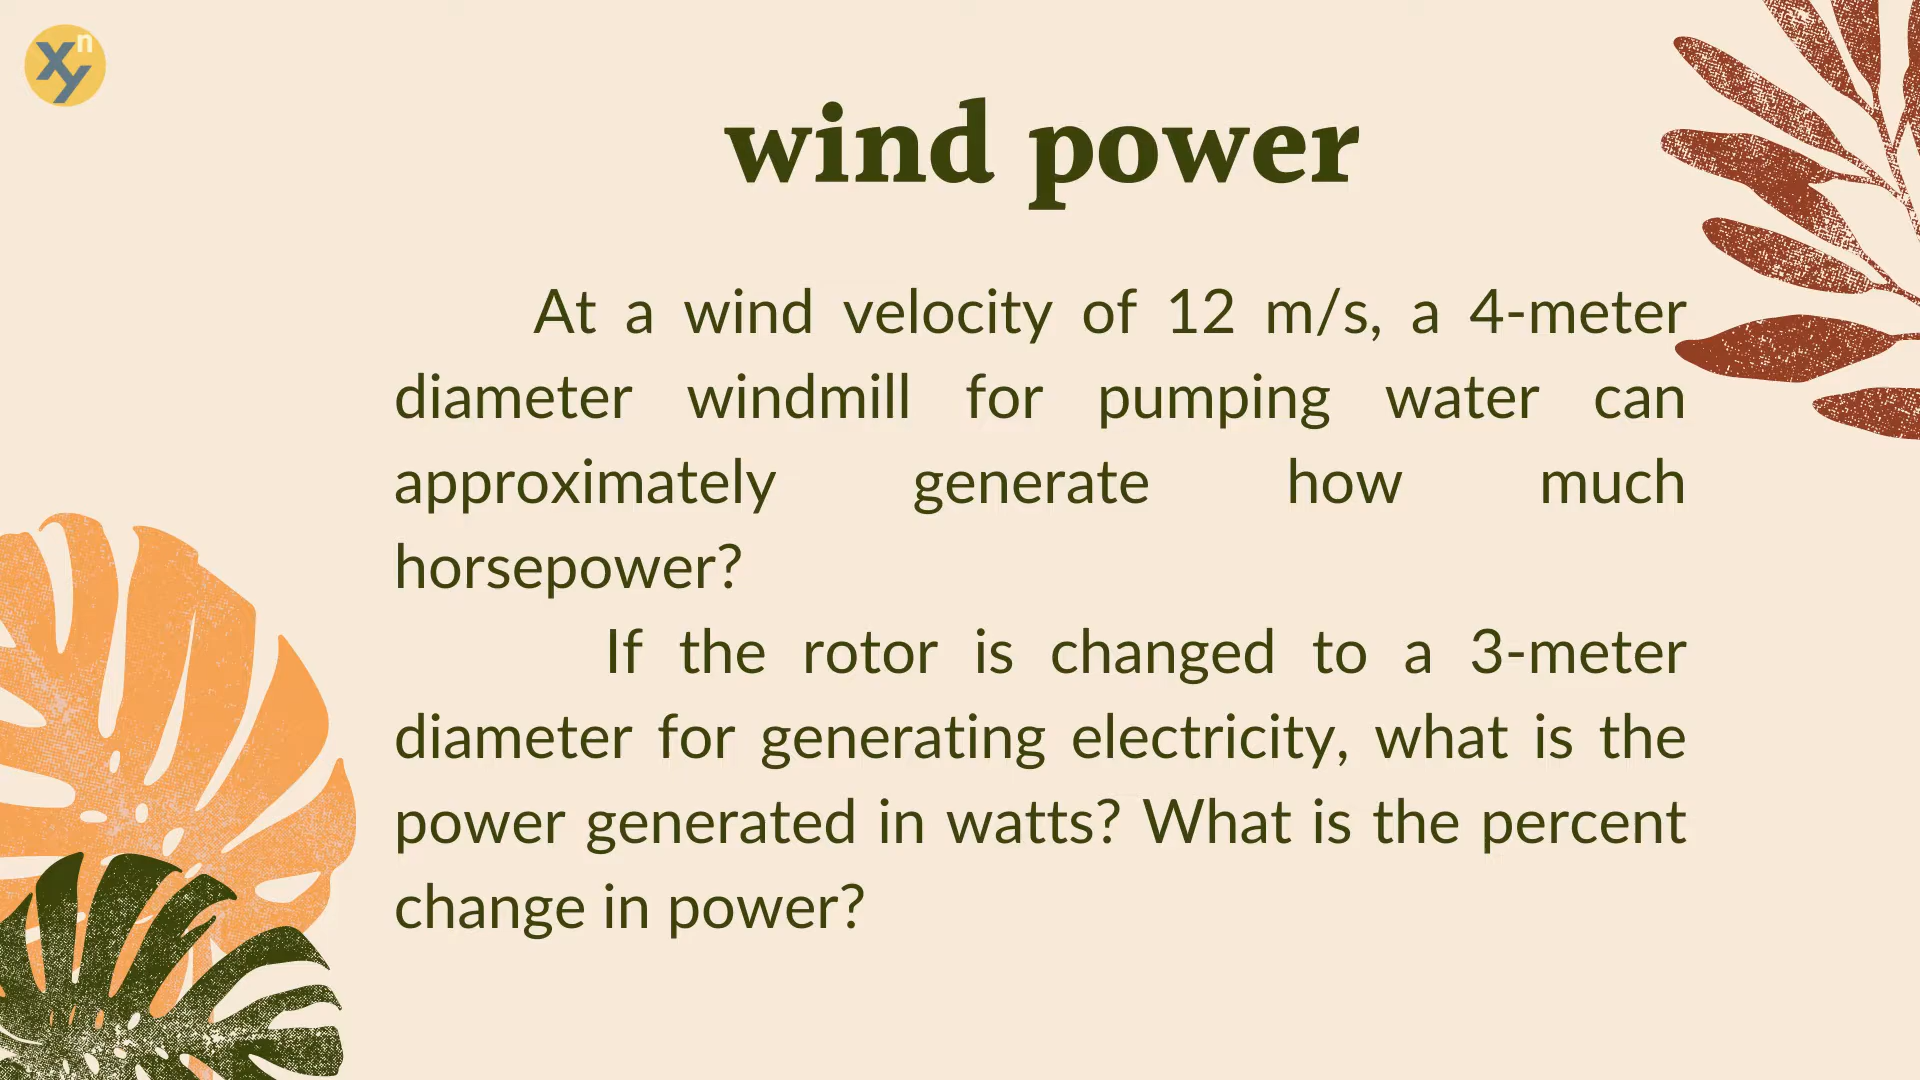 xyn
wind power
At a wind velocity of 12 m/s, a 4-meter
diameter windmill for pumping water can
approximately generate how much
horsepower?
If the rotor is changed to a 3-meter
diameter for generating electricity, what is the
power generated in watts? What is the percent
change in power?